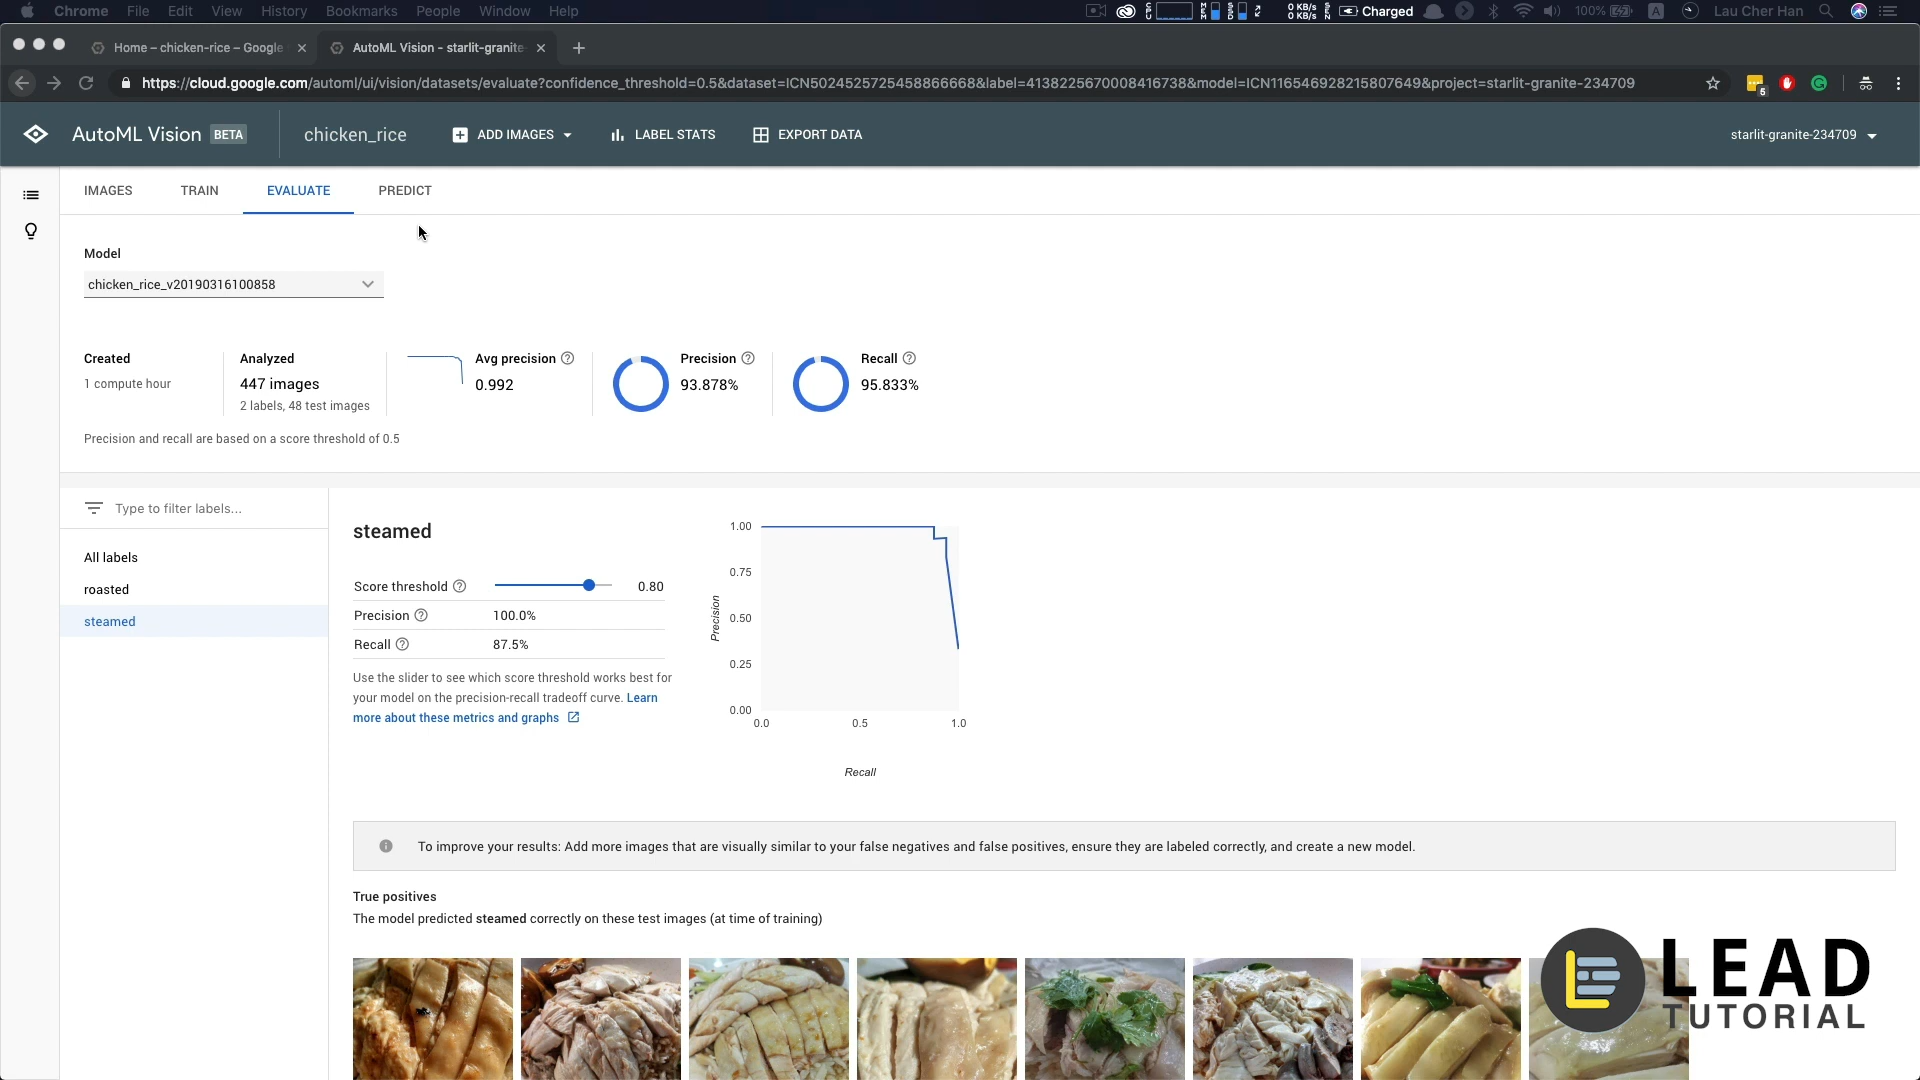 Chrome File Edit View History Bookmarks People Window Help
0 KB/s
0 KB/s
Charged
100%
A
Lau Cher Han
Home – chicken-rice – Google
AutoML Vision - starlit-granite-
https://cloud.google.com/automl/ui/vision/datasets/evaluate?confidence_threshold=0.5&dataset=ICN5024525725458866668&label=4138225670008416738&model=ICN116546928215807649&project=starlit-granite-234709
5
AutoML Vision BETA
chicken_rice
ADD IMAGES
LABEL STATS
EXPORT DATA
starlit-granite-234709
IMAGES
TRAIN
EVALUATE
PREDICT
Model
chicken_rice_v20190316100858
Created
1 compute hour
Analyzed
447 images
2 labels, 48 test images
Avg precision
0.992
Precision
93.878%
Recall
95.833%
Precision and recall are based on a score threshold of 0.5
Type to filter labels...
All labels
roasted
steamed
steamed
Score threshold 0.80
Precision 100.0%
Recall 87.5%
Use the slider to see which score threshold works best for
your model on the precision-recall tradeoff curve. Learn
more about these metrics and graphs
Precision
1.00
0.75
0.50
0.25
0.00
0.0 0.5 1.0
Recall
To improve your results: Add more images that are visually similar to your false negatives and false positives, ensure they are labeled correctly, and create a new model.
True positives
The model predicted steamed correctly on these test images (at time of training)
LEAD
TUTORIAL